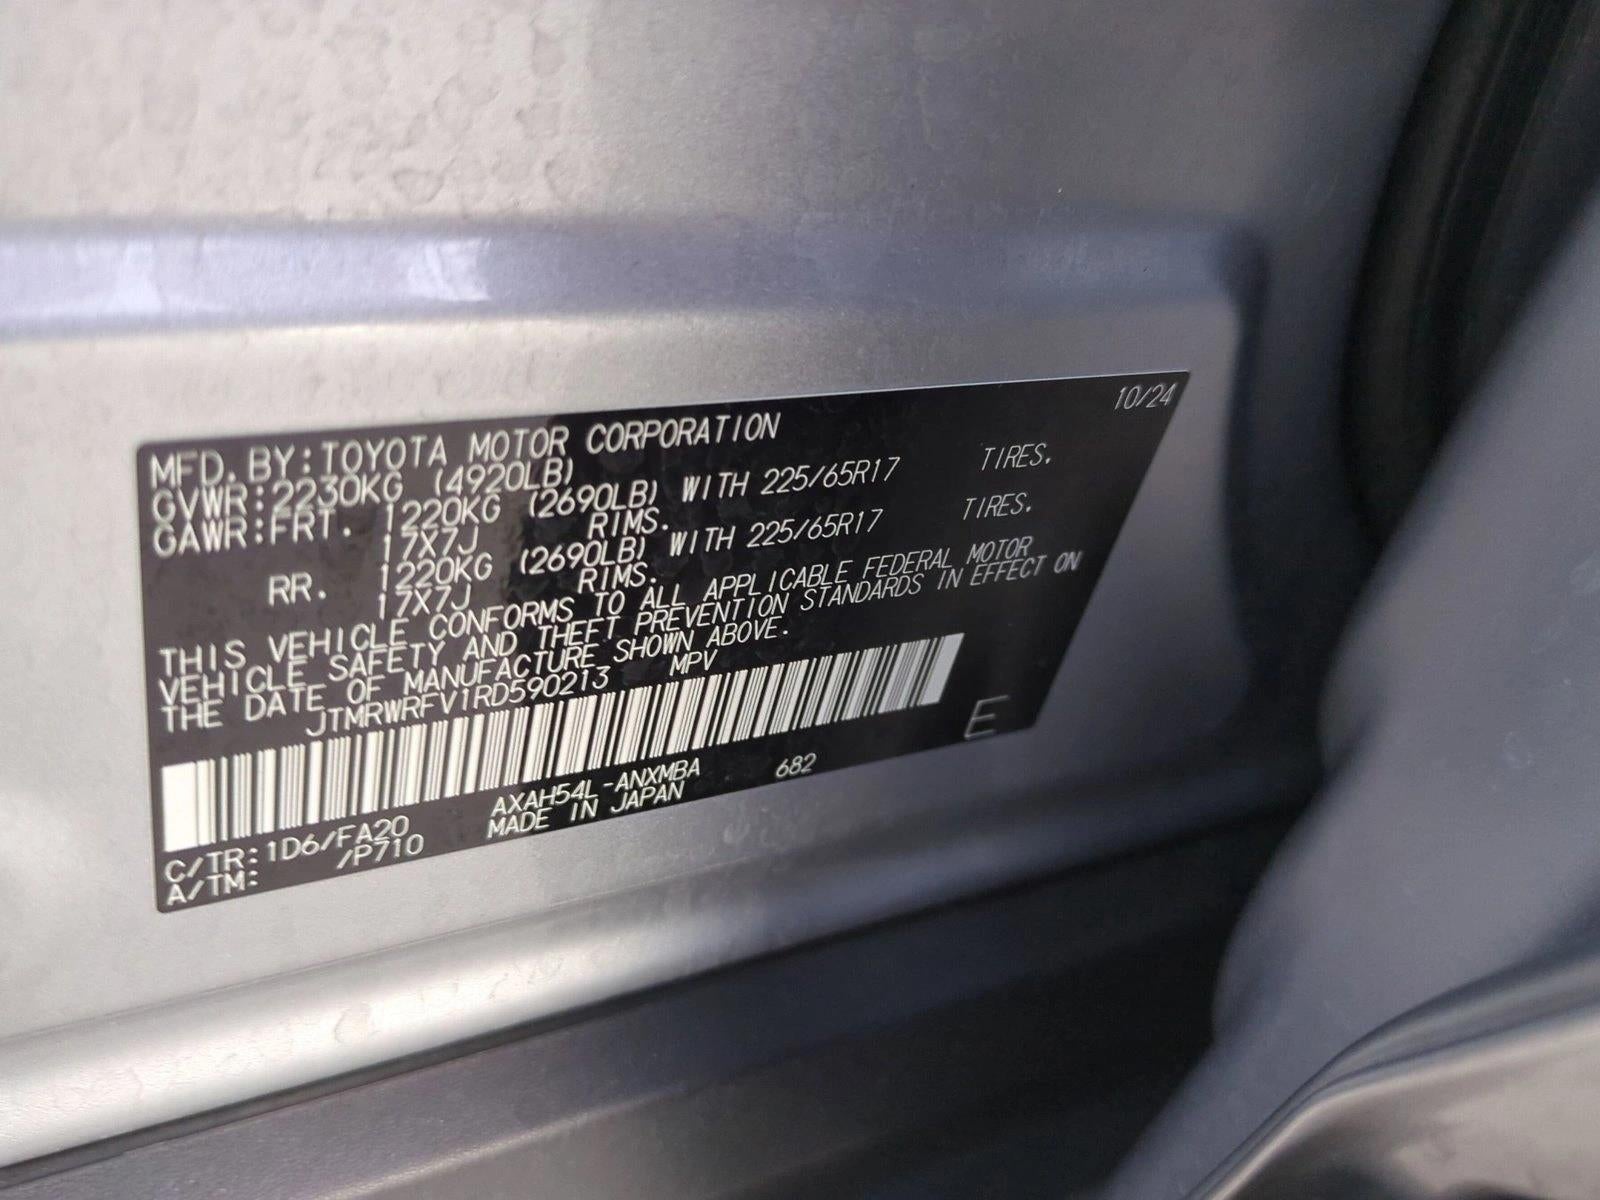 10/24
MFD. BY: TOYOTA MOTOR CORPORATION
GVWR: 2230KG (4920LB)
GAWR: FRT. 1220KG (2690LB) WITH 225/65R17 TIRES.
17X7J RIMS.
RR. 1220KG (2690LB) WITH 225/65R17 TIRES.
17X7J RIMS.
THIS VEHICLE CONFORMS TO ALL APPLICABLE FEDERAL MOTOR
VEHICLE SAFETY AND THEFT PREVENTION STANDARDS IN EFFECT ON
THE DATE OF MANUFACTURE SHOWN ABOVE.
JTMRWRFV1RD590213 MPV
E
C/TR: 1D6/FA20 AXAH54L-ANXMBA 682
A/TM: /P710 MADE IN JAPAN